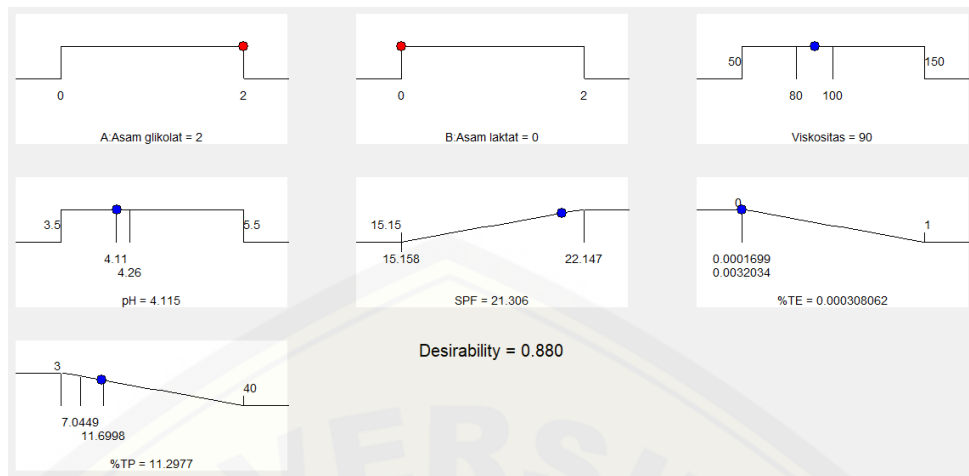 0
2
A:Asam glikolat = 2
0
2
B:Asam laktat = 0
50
150
80
100
Viskositas = 90
3.5
5.5
4.11
4.26
pH = 4.115
15.15
15.158
22.147
SPF = 21.306
0
1
0.0001699
0.0032034
%TE = 0.000308062
3
40
7.0449
11.6998
%TP = 11.2977
Desirability = 0.880
VERSI